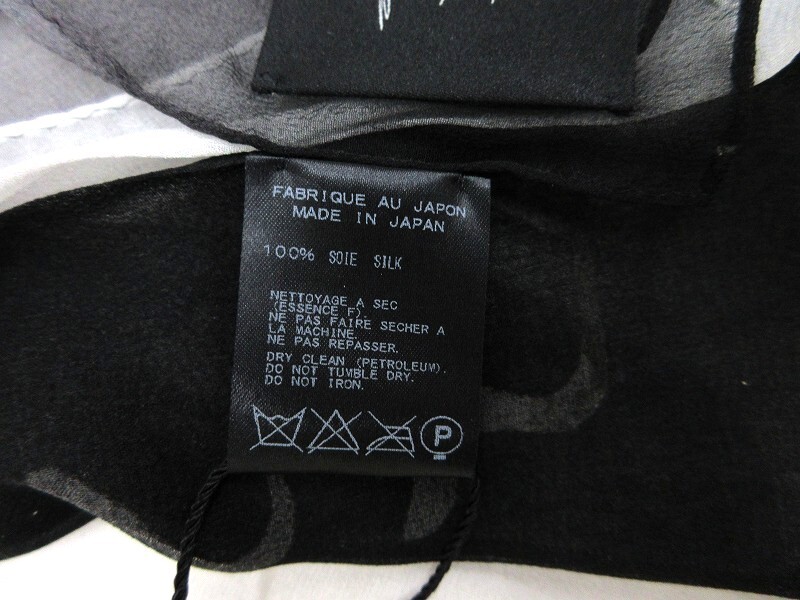 FABRIQUE AU JAPON
MADE IN JAPAN
100% SOIE SILK
NETTOYAGE A SEC
(ESSENCE F).
NE PAS FAIRE SECHER A
LA MACHINE.
NE PAS REPASSER.
DRY CLEAN (PETROLEUM).
DO NOT TUMBLE DRY.
DO NOT IRON.
P